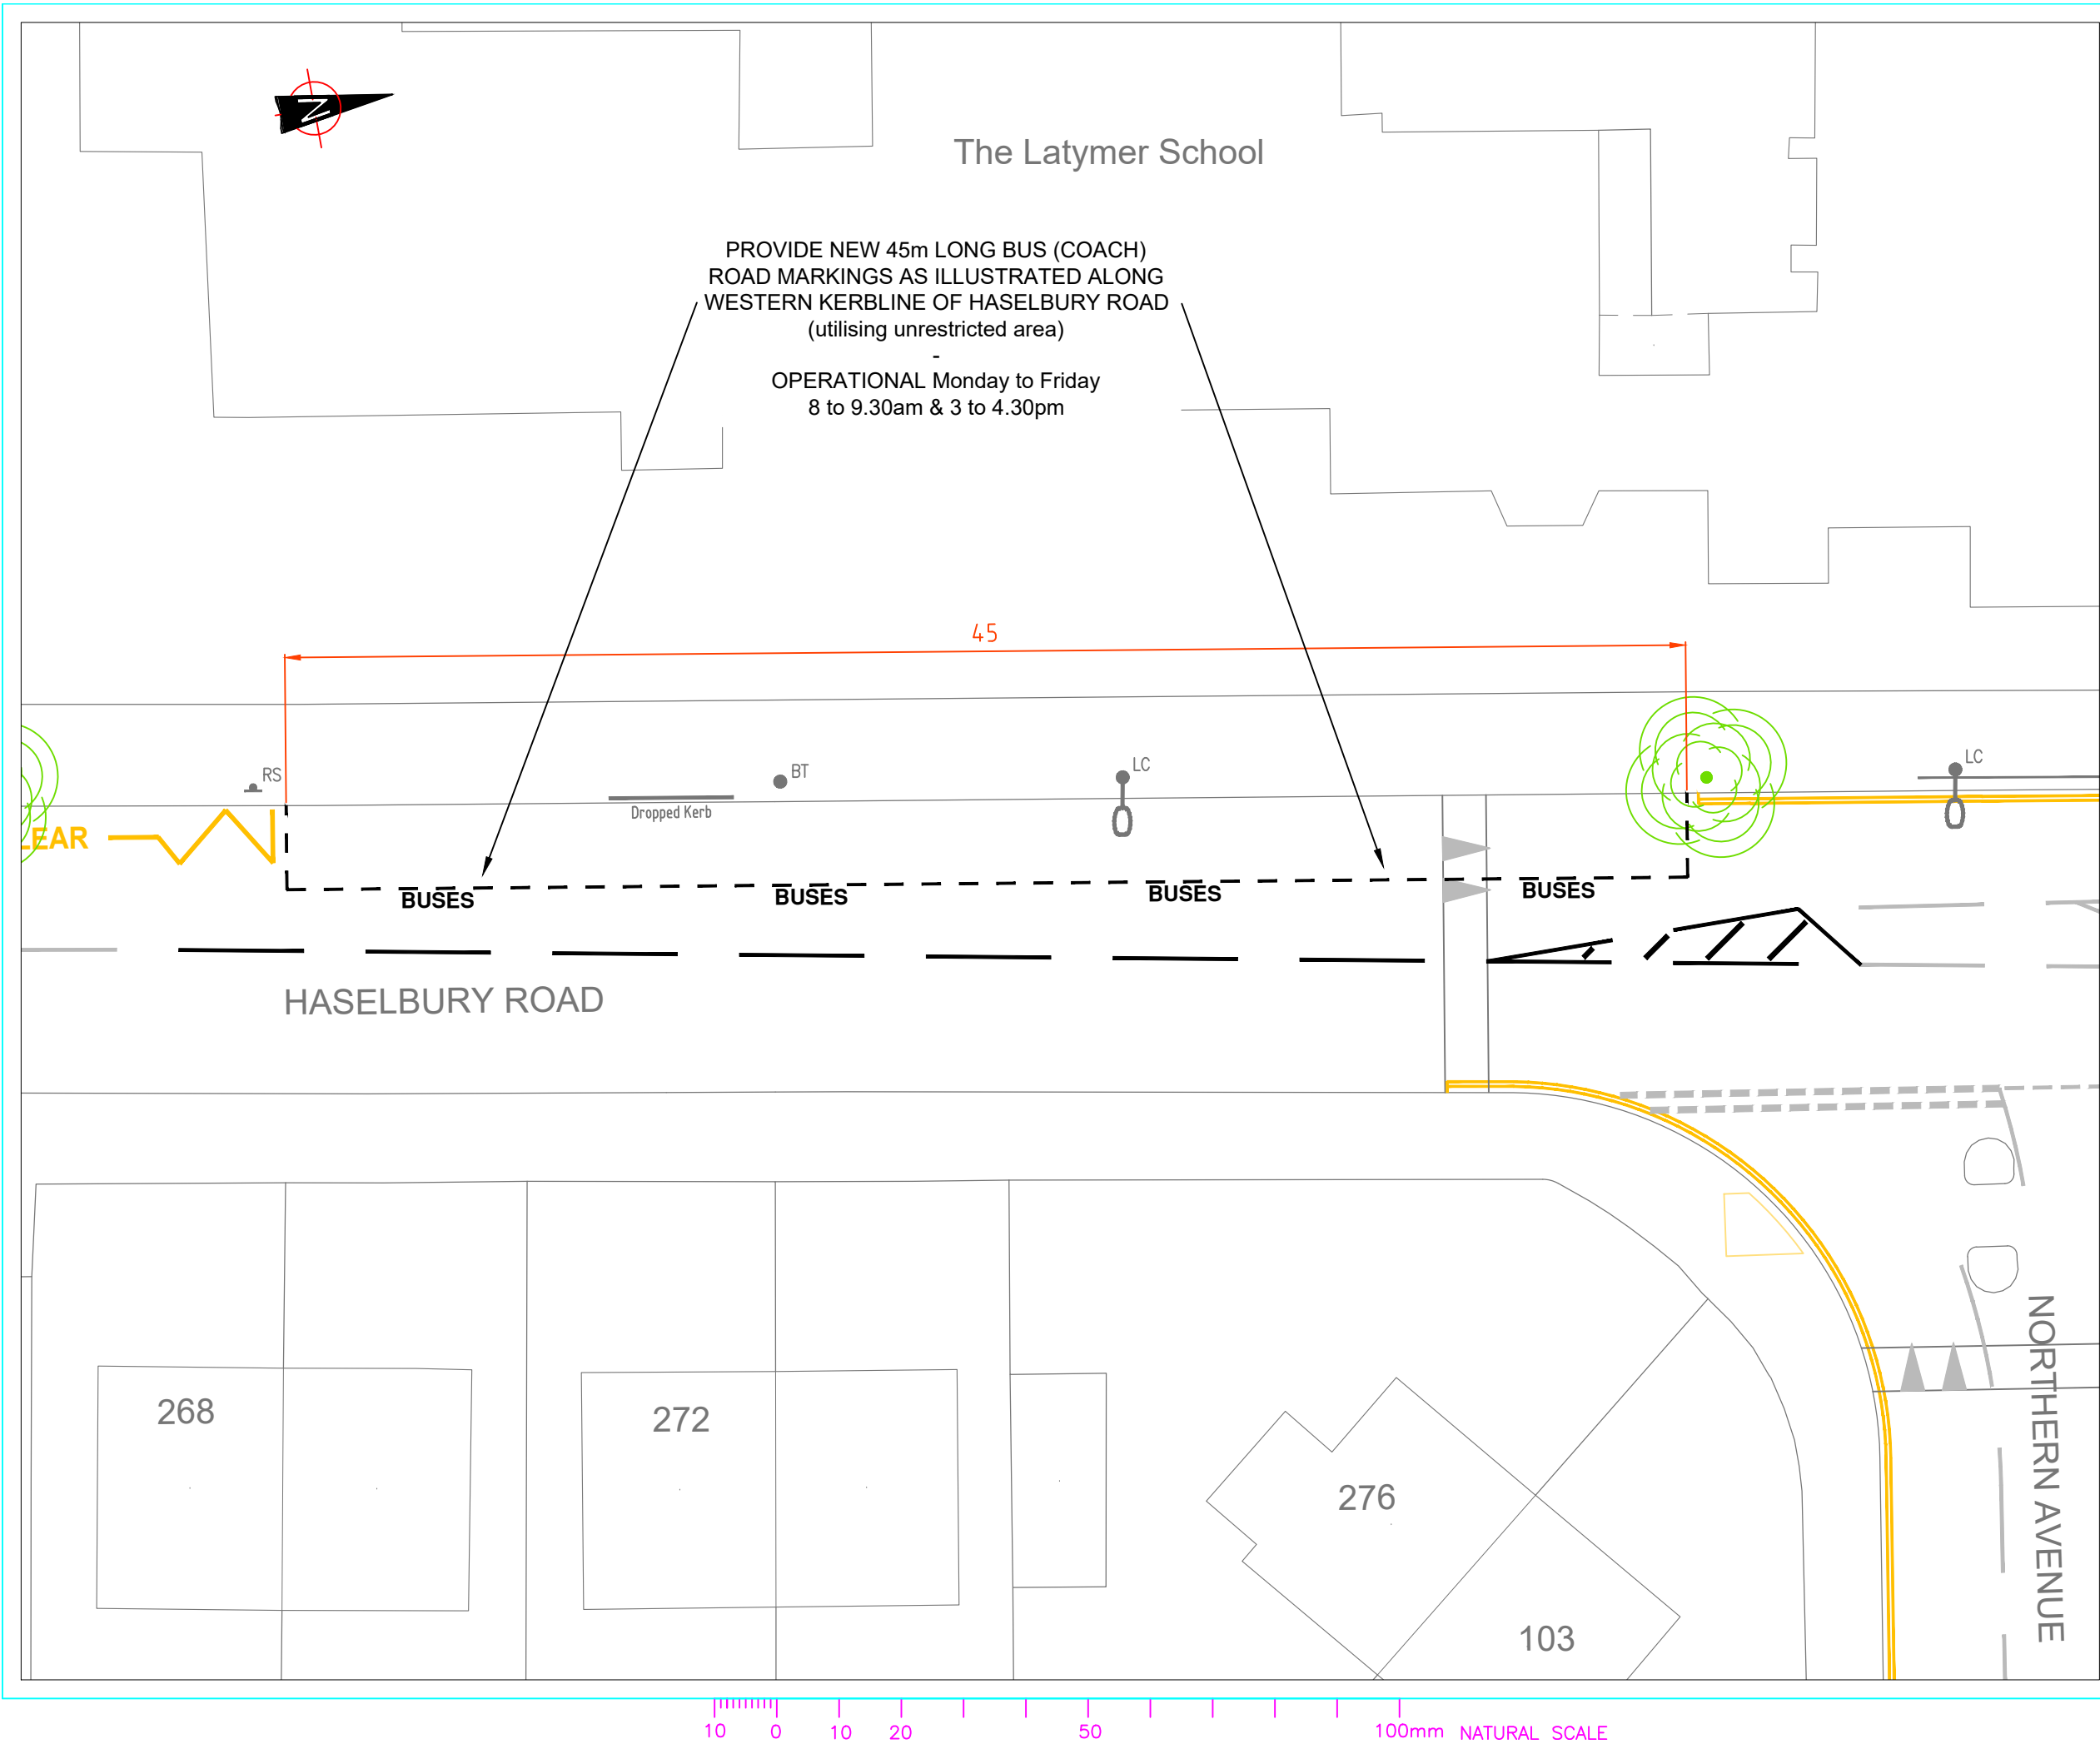 N
The Latymer School
PROVIDE NEW 45m LONG BUS (COACH)
ROAD MARKINGS AS ILLUSTRATED ALONG
WESTERN KERBLINE OF HASELBURY ROAD
(utilising unrestricted area)
-
OPERATIONAL Monday to Friday
8 to 9.30am & 3 to 4.30pm
45
RS
BT
LC
LC
Dropped Kerb
EAR
BUSES
BUSES
BUSES
BUSES
HASELBURY ROAD
NORTHERN AVENUE
268
272
276
103
10 0 10 20 50 100mm NATURAL SCALE